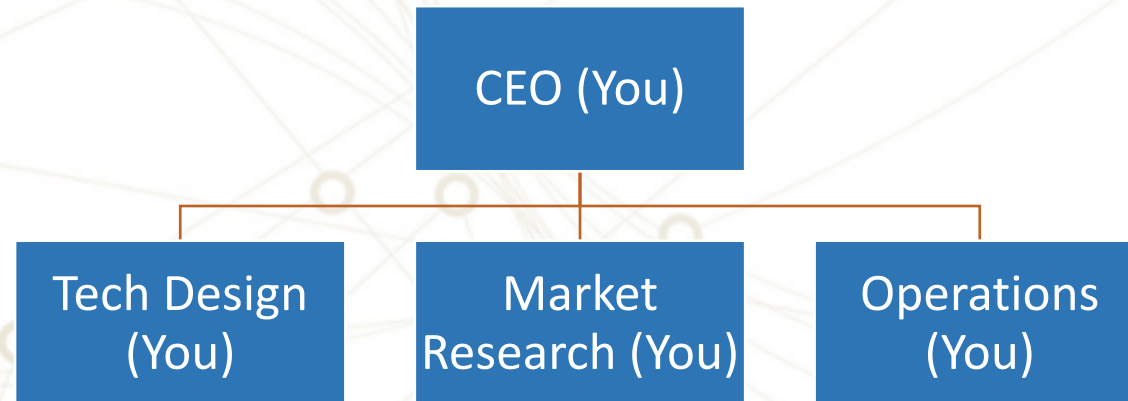 CEO (You)
Tech Design
(You)
Market
Research (You)
Operations
(You)